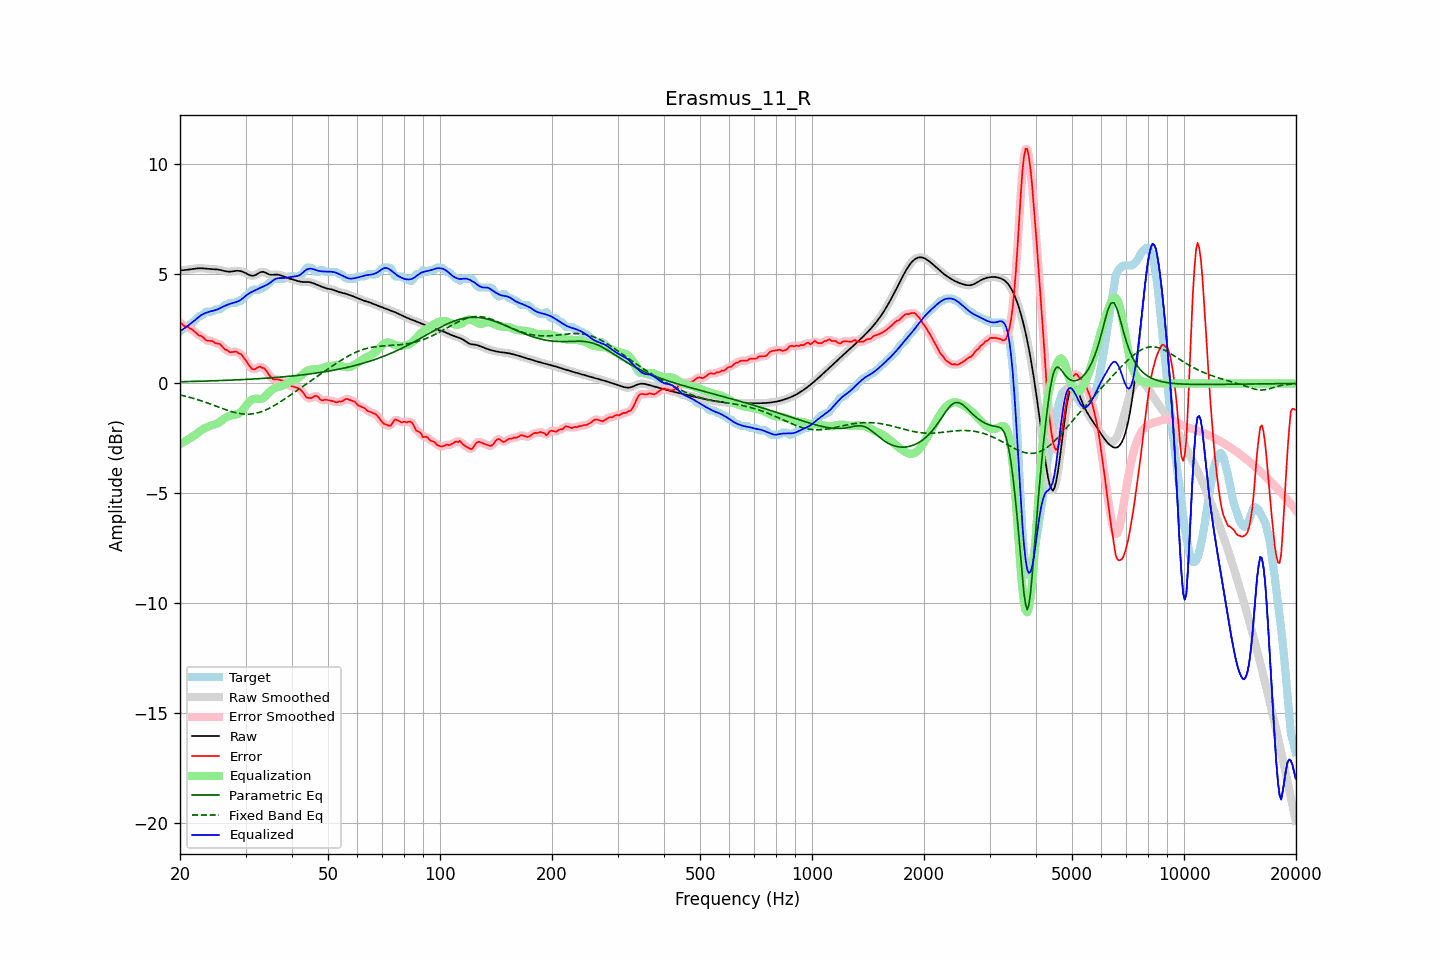 Erasmus_11_R
Amplitude (dBr)
10
5
0
−5
−10
−15
−20
Target
Raw Smoothed
Error Smoothed
Raw
Error
Equalization
Parametric Eq
Fixed Band Eq
Equalized
20 50 100 200 500 1000 2000 5000 10000 20000
Frequency (Hz)